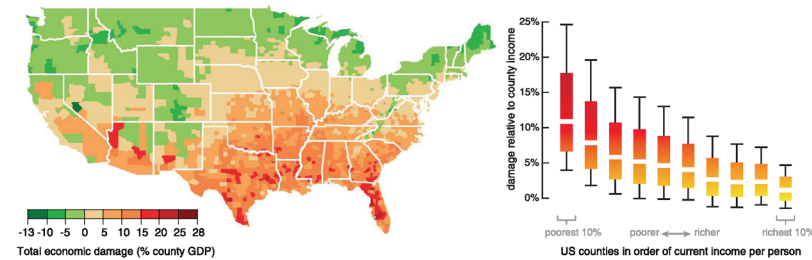 -13 -10 -5 0 5 10 15 20 25 28
Total economic damage (% county GDP)
damage relative to county income
25%
20%
15%
10%
5%
0%
poorest 10% poorer richer richest 10%
US counties in order of current income per person